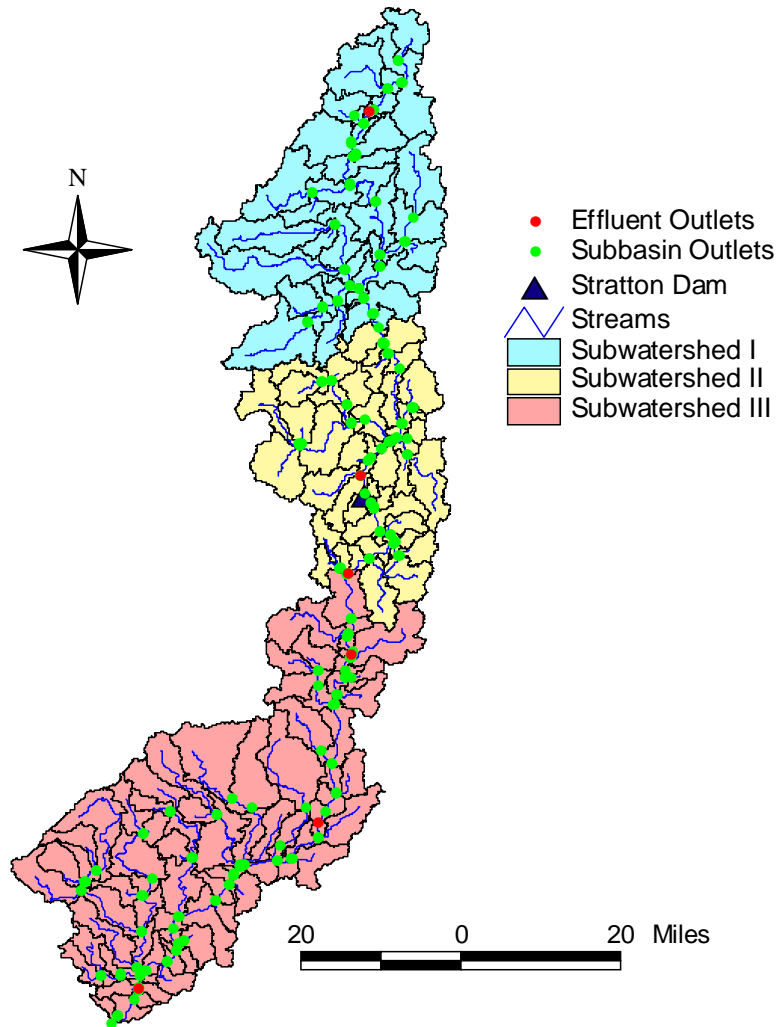 N
Effluent Outlets
Subbasin Outlets
Stratton Dam
Streams
Subwatershed I
Subwatershed II
Subwatershed III
20 0 20 Miles